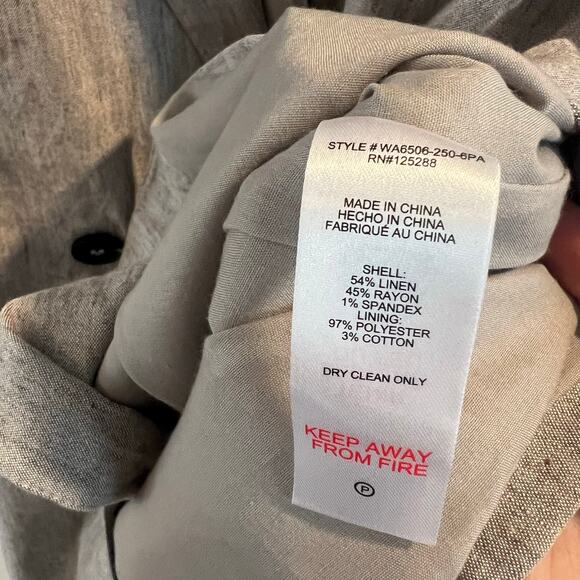 STYLE # WA6506-250-6PA
RN#125288
MADE IN CHINA
HECHO IN CHINA
FABRIQUÉ AU CHINA
SHELL:
54% LINEN
45% RAYON
1% SPANDEX
LINING:
97% POLYESTER
3% COTTON
DRY CLEAN ONLY
KEEP AWAY
FROM FIRE
P